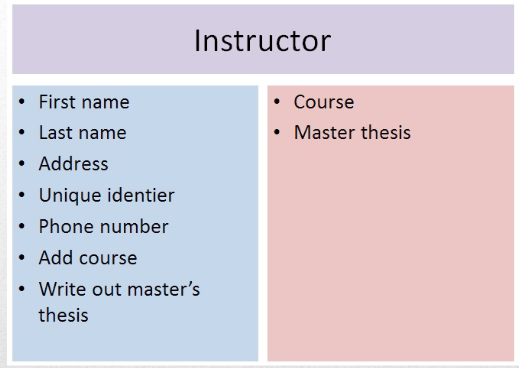 Instructor
• First name
• Last name
• Address
• Unique identier
• Phone number
• Add course
• Write out master's
thesis
• Course
• Master thesis